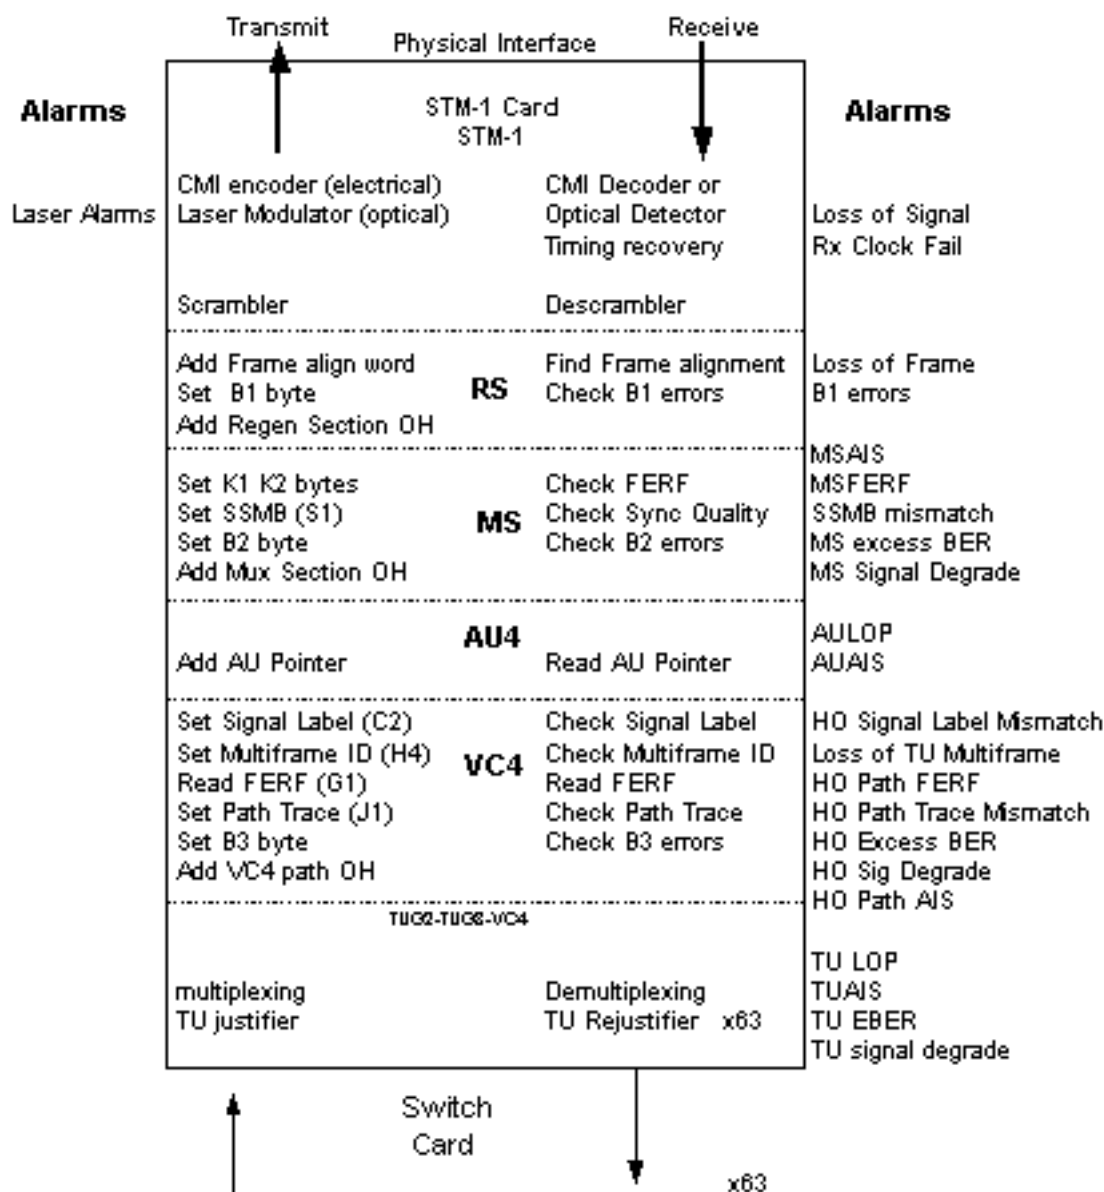 Transmit Physical Interface Receive
Alarms Alarms
STM-1 Card
STM-1
CMI encoder (electrical) CMI Decoder or
Laser Alarms Laser Modulator (optical) Optical Detector Loss of Signal
Timing recovery Rx Clock Fail
Scrambler Descrambler
Add Frame align word Find Frame alignment Loss of Frame
Set B1 byte RS Check B1 errors B1 errors
Add Regen Section OH
MSAIS
Set K1 K2 bytes Check FERF MSFERF
Set SSMB (S1) MS Check Sync Quality SSMB mismatch
Set B2 byte Check B2 errors MS excess BER
Add Mux Section OH MS Signal Degrade
AU4 AULOP
Add AU Pointer Read AU Pointer AUAIS
Set Signal Label (C2) Check Signal Label HO Signal Label Mismatch
Set Multiframe ID (H4) VC4 Check Multiframe ID Loss of TU Multiframe
Read FERF (G1) Read FERF HO Path FERF
Set Path Trace (J1) Check Path Trace HO Path Trace Mismatch
Set B3 byte Check B3 errors HO Excess BER
Add VC4 path OH HO Sig Degrade
HO Path AIS
TUG2-TUG3-VC4
TU LOP
multiplexing Demultiplexing TUAIS
TU justifier TU Rejustifier x63 TU EBER
TU signal degrade
Switch
Card
x63